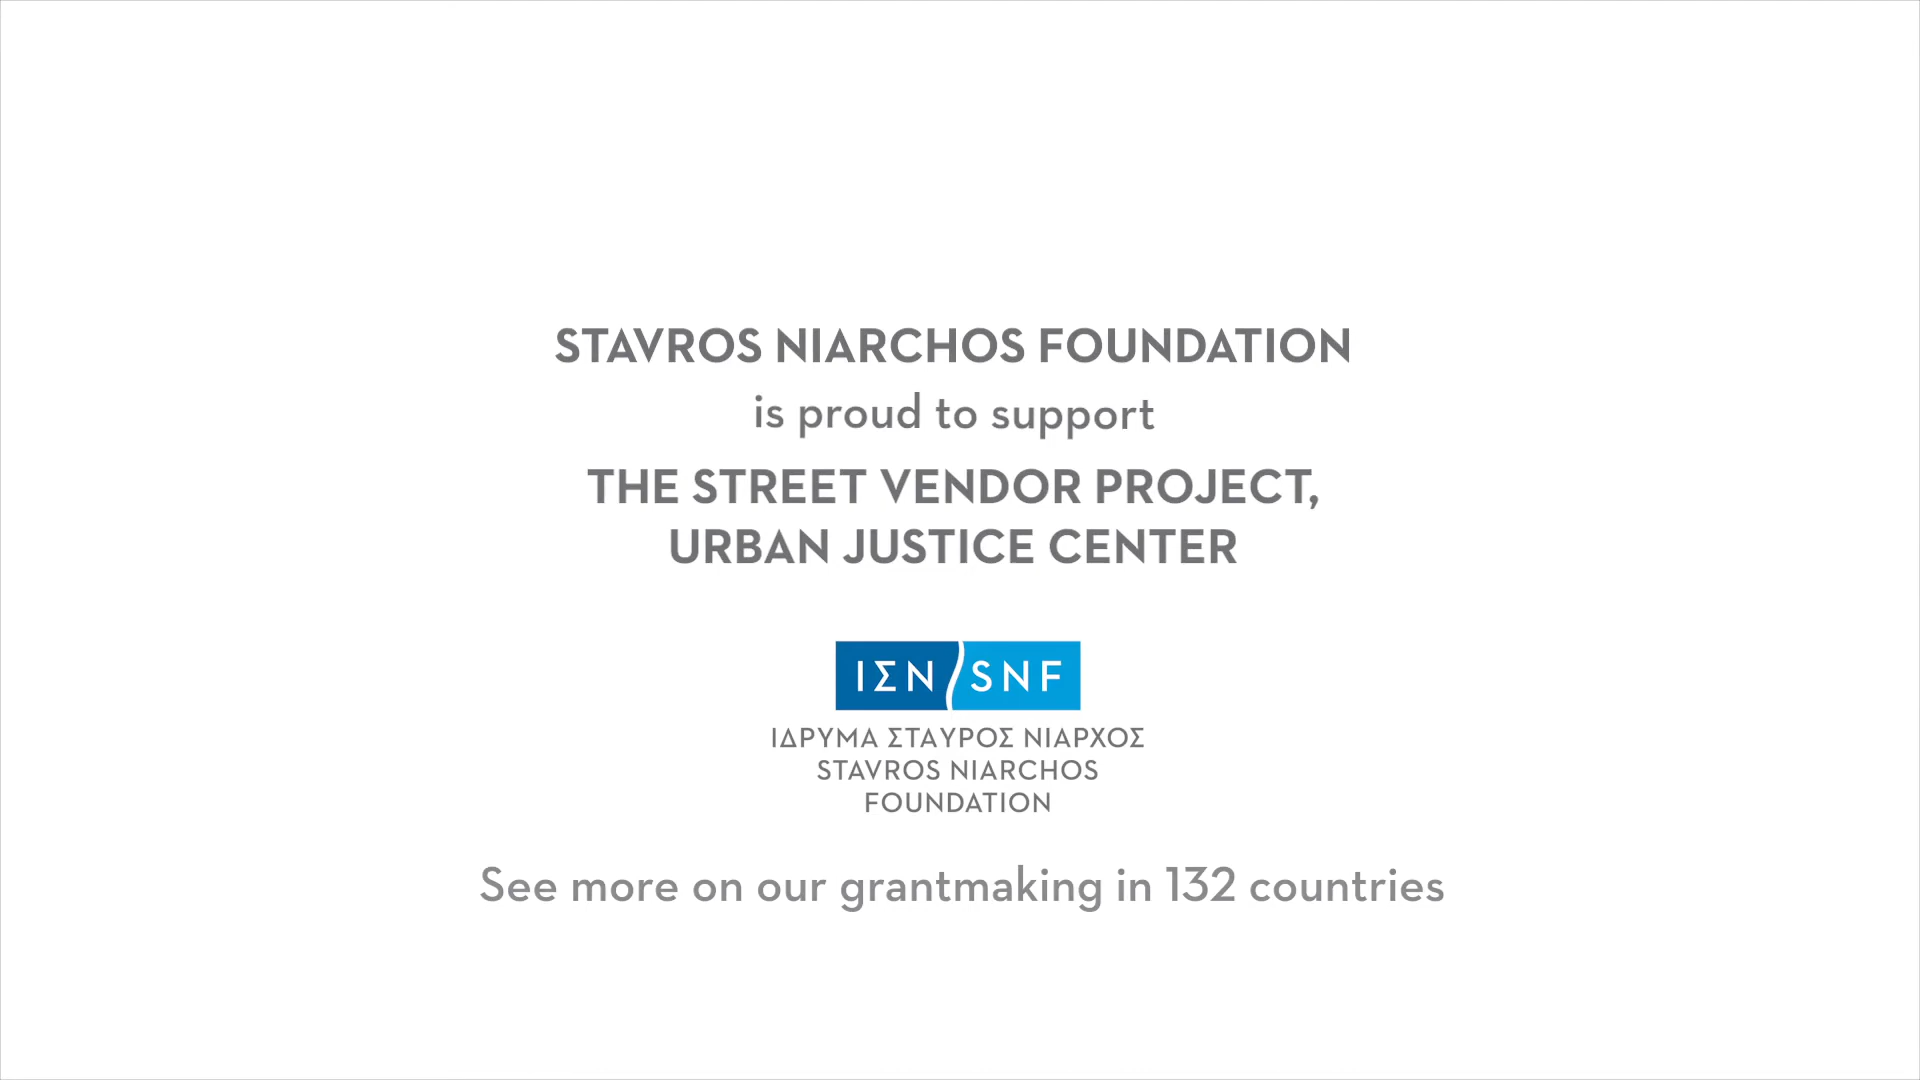 STAVROS NIARCHOS FOUNDATION
is proud to support
THE STREET VENDOR PROJECT,
URBAN JUSTICE CENTER
ΙΣΝ SNF
ΙΔΡΥΜΑ ΣΤΑΥΡΟΣ ΝΙΑΡΧΟΣ
STAVROS NIARCHOS
FOUNDATION
See more on our grantmaking in 132 countries